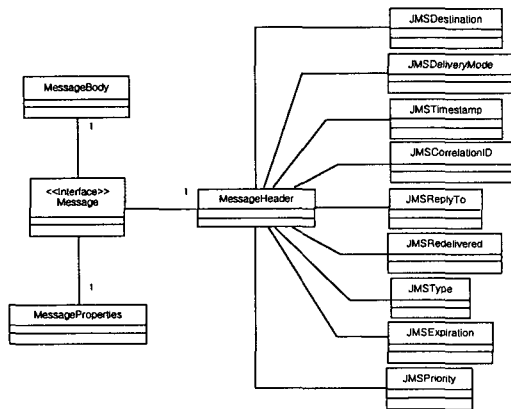 JMSDestination
MessageBody
JMSDeliveryMode
JMSTimestamp
1
JMSCorrelationID
<<Interface>>
Message
1
MessageHeader
JMSReplyTo
JMSRedelivered
1
JMSType
MessageProperties
JMSExpiration
JMSPriority